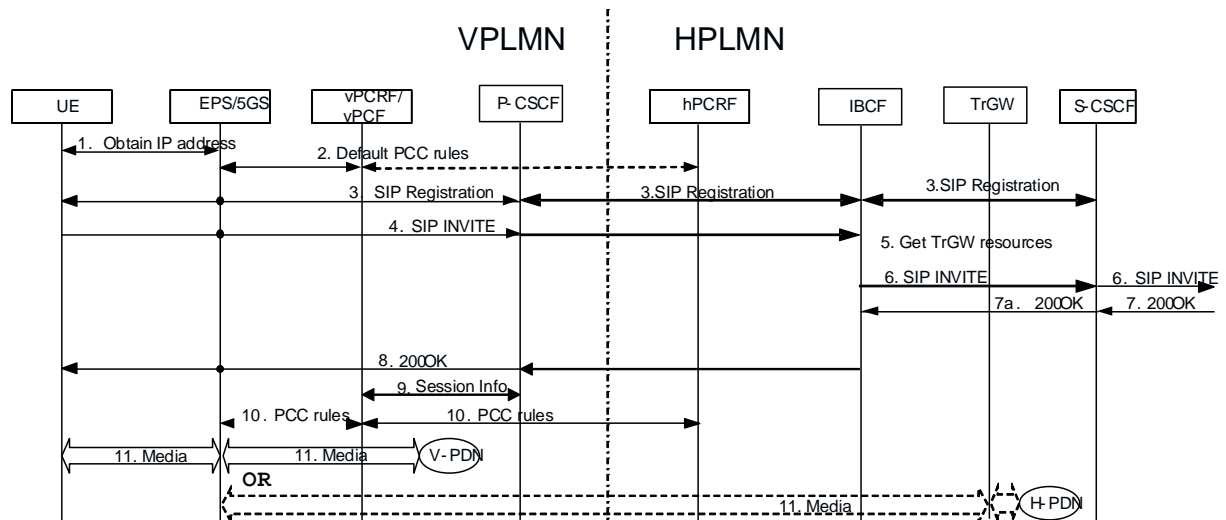 VPLMN HPLMN
UE EPS/5GS vPCRF/ P-CSCF hPCRF IBCF TrGW S-CSCF
vPCF
1. Obtain IP address
2. Default PCC rules
3. SIP Registration 3.SIP Registration 3.SIP Registration
4. SIP INVITE
5. Get TrGW resources
6. SIP INVITE 6. SIP INVITE
7a. 200OK 7. 200OK
8. 200OK
9. Session Info
10. PCC rules 10. PCC rules
11. Media 11. Media V-PDN
OR
11. Media H-PDN